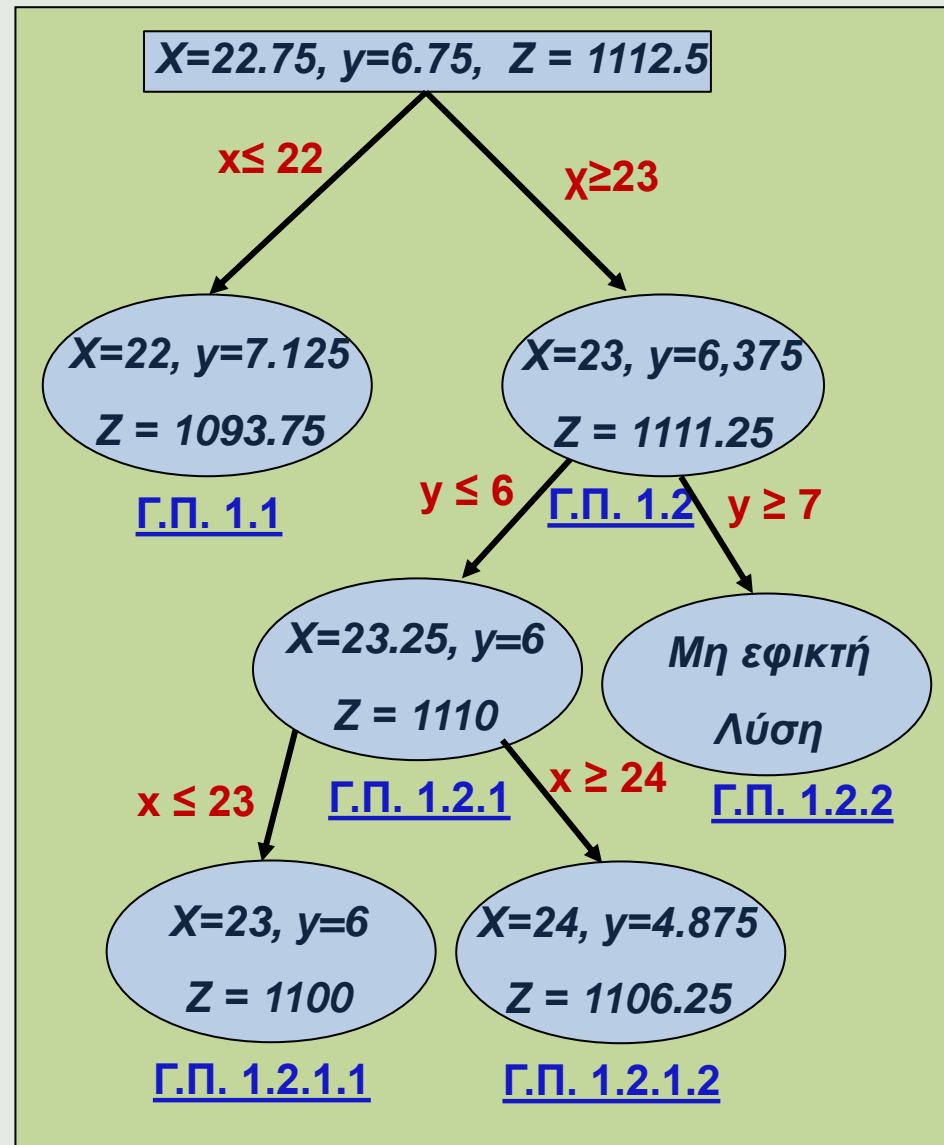 X=22.75, y=6.75, Z = 1112.5
x≤ 22
χ≥23
X=22, y=7.125
Z = 1093.75
Γ.Π. 1.1
X=23, y=6,375
Z = 1111.25
Γ.Π. 1.2
y ≤ 6
y ≥ 7
X=23.25, y=6
Z = 1110
Γ.Π. 1.2.1
Μη εφικτή
Λύση
Γ.Π. 1.2.2
x ≤ 23
x ≥ 24
X=23, y=6
Z = 1100
Γ.Π. 1.2.1.1
X=24, y=4.875
Z = 1106.25
Γ.Π. 1.2.1.2